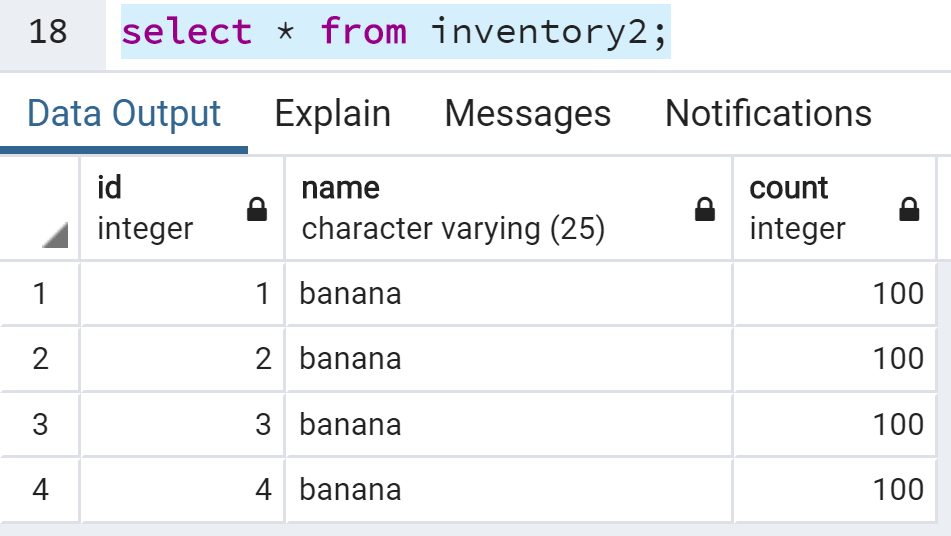 18 select * from inventory2;
Data Output Explain Messages Notifications
id name count
integer character varying (25) integer
1 1 banana 100
2 2 banana 100
3 3 banana 100
4 4 banana 100